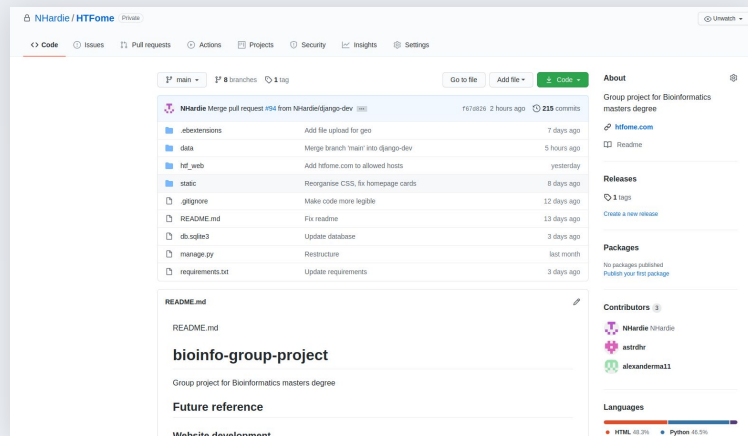 NHardie / HTFome Private
Unwatch
Code Issues Pull requests Actions Projects Security Insights Settings
main 8 branches 1 tag Go to file Add file Code
NHardie Merge pull request #94 from NHardie/django-dev ... f67d826 2 hours ago 215 commits
.ebextensions Add file upload for geo 7 days ago
data Merge branch 'main' into django-dev 5 hours ago
htf_web Add htfome.com to allowed hosts yesterday
static Reorganise CSS, fix homepage cards 8 days ago
.gitignore Make code more legible 12 days ago
README.md Fix readme 13 days ago
db.sqlite3 Update database 3 days ago
manage.py Restructure last month
requirements.txt Update requirements 3 days ago
README.md
README.md
bioinfo-group-project
Group project for Bioinformatics masters degree
Future reference
Website development
About
Group project for Bioinformatics
masters degree
htfome.com
Readme
Releases
1 tags
Create a new release
Packages
No packages published
Publish your first package
Contributors 3
NHardie NHardie
astrdhr
alexanderma11
Languages
HTML 48.3% Python 46.5%